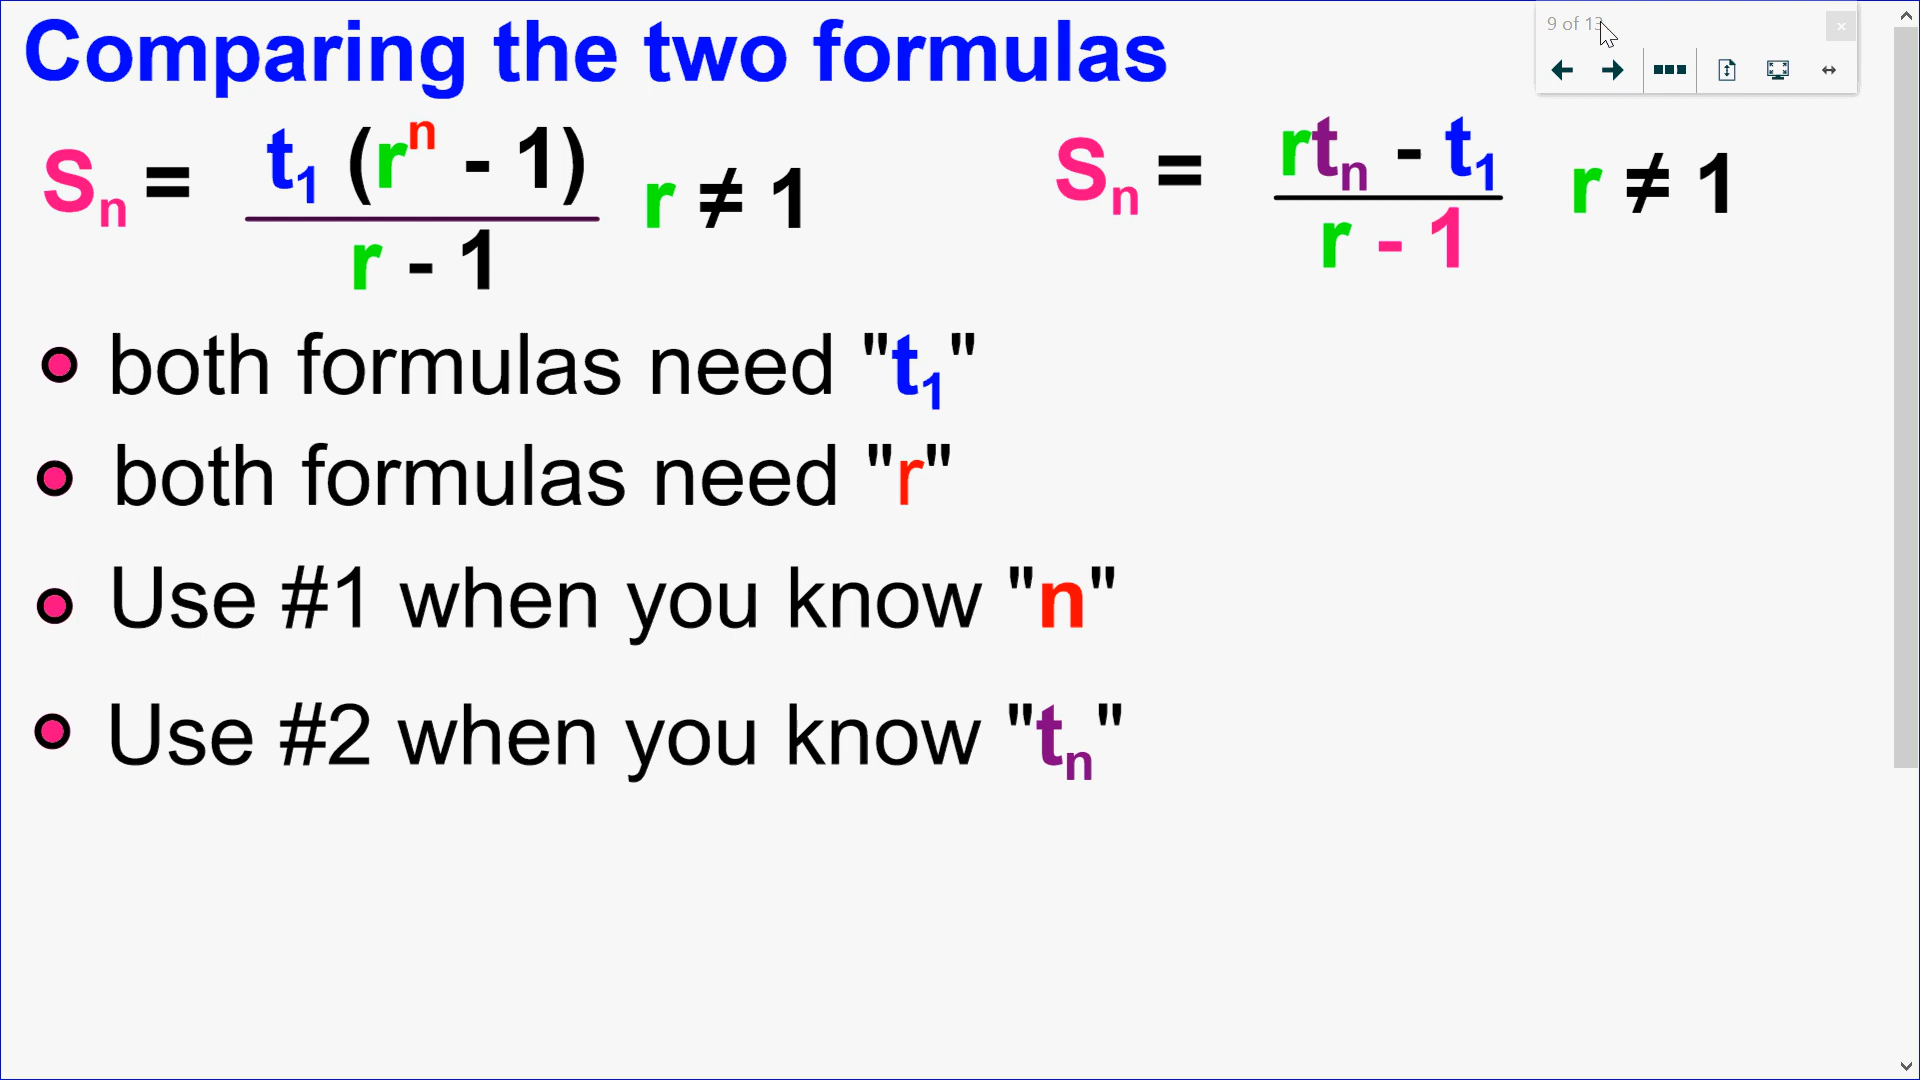 Comparing the two formulas
9 of 13
Sₙ = t₁ (rⁿ - 1) / r - 1   r ≠ 1
Sₙ = rtₙ - t₁ / r - 1   r ≠ 1
both formulas need "t₁"
both formulas need "r"
Use #1 when you know "n"
Use #2 when you know "tₙ"